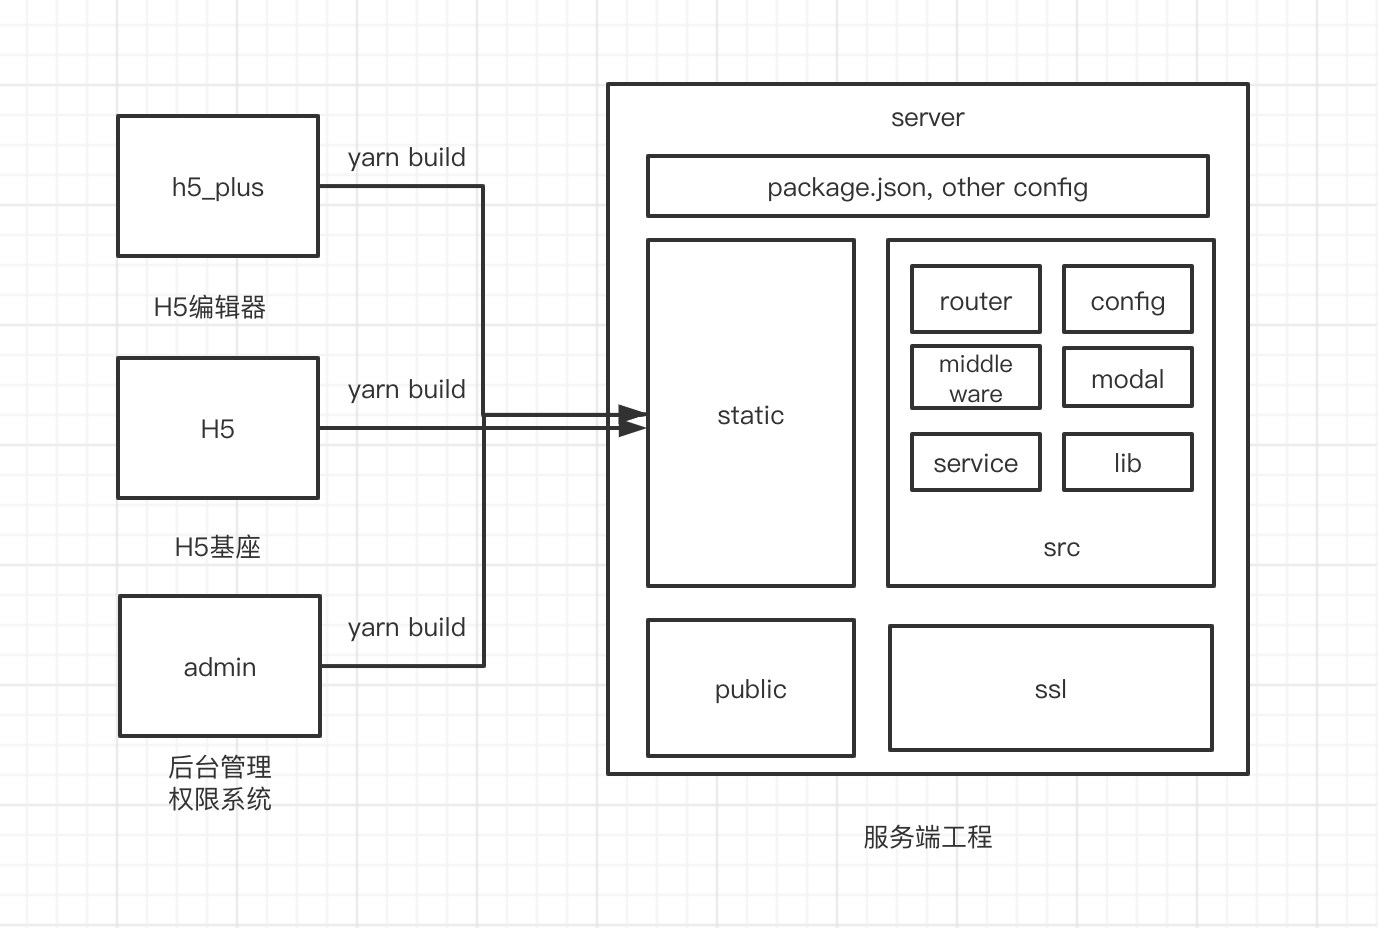 h5_plus
yarn build
H5编辑器
H5
yarn build
H5基座
admin
yarn build
后台管理
权限系统
server
package.json, other config
static
router
config
middle
ware
modal
service
lib
src
public
ssl
服务端工程